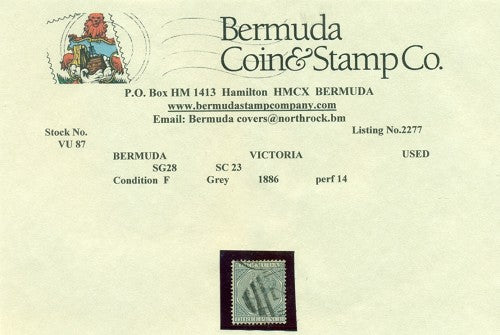 Bermuda
Coin & Stamp Co.
P.O. Box HM 1413 Hamilton HMCX BERMUDA
www.bermudastampcompany.com
Email: Bermuda covers@northrock.bm
Stock No. Listing No.2277
VU 87
BERMUDA VICTORIA USED
SG28 SC 23
Condition F Grey 1886 perf 14